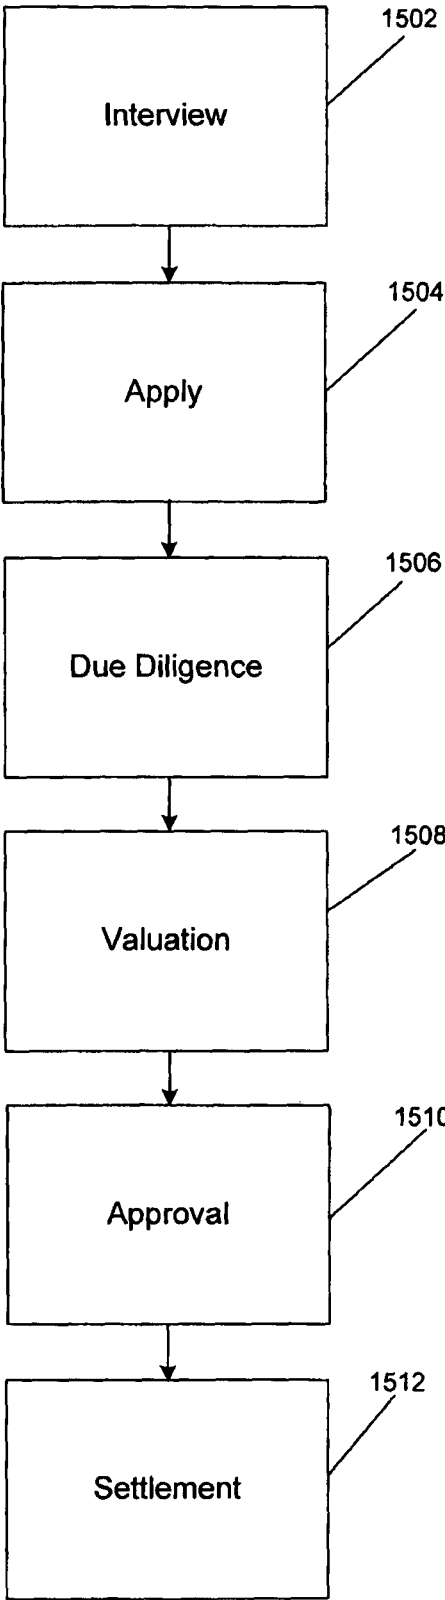 1502
Interview
1504
Apply
1506
Due Diligence
1508
Valuation
1510
Approval
1512
Settlement